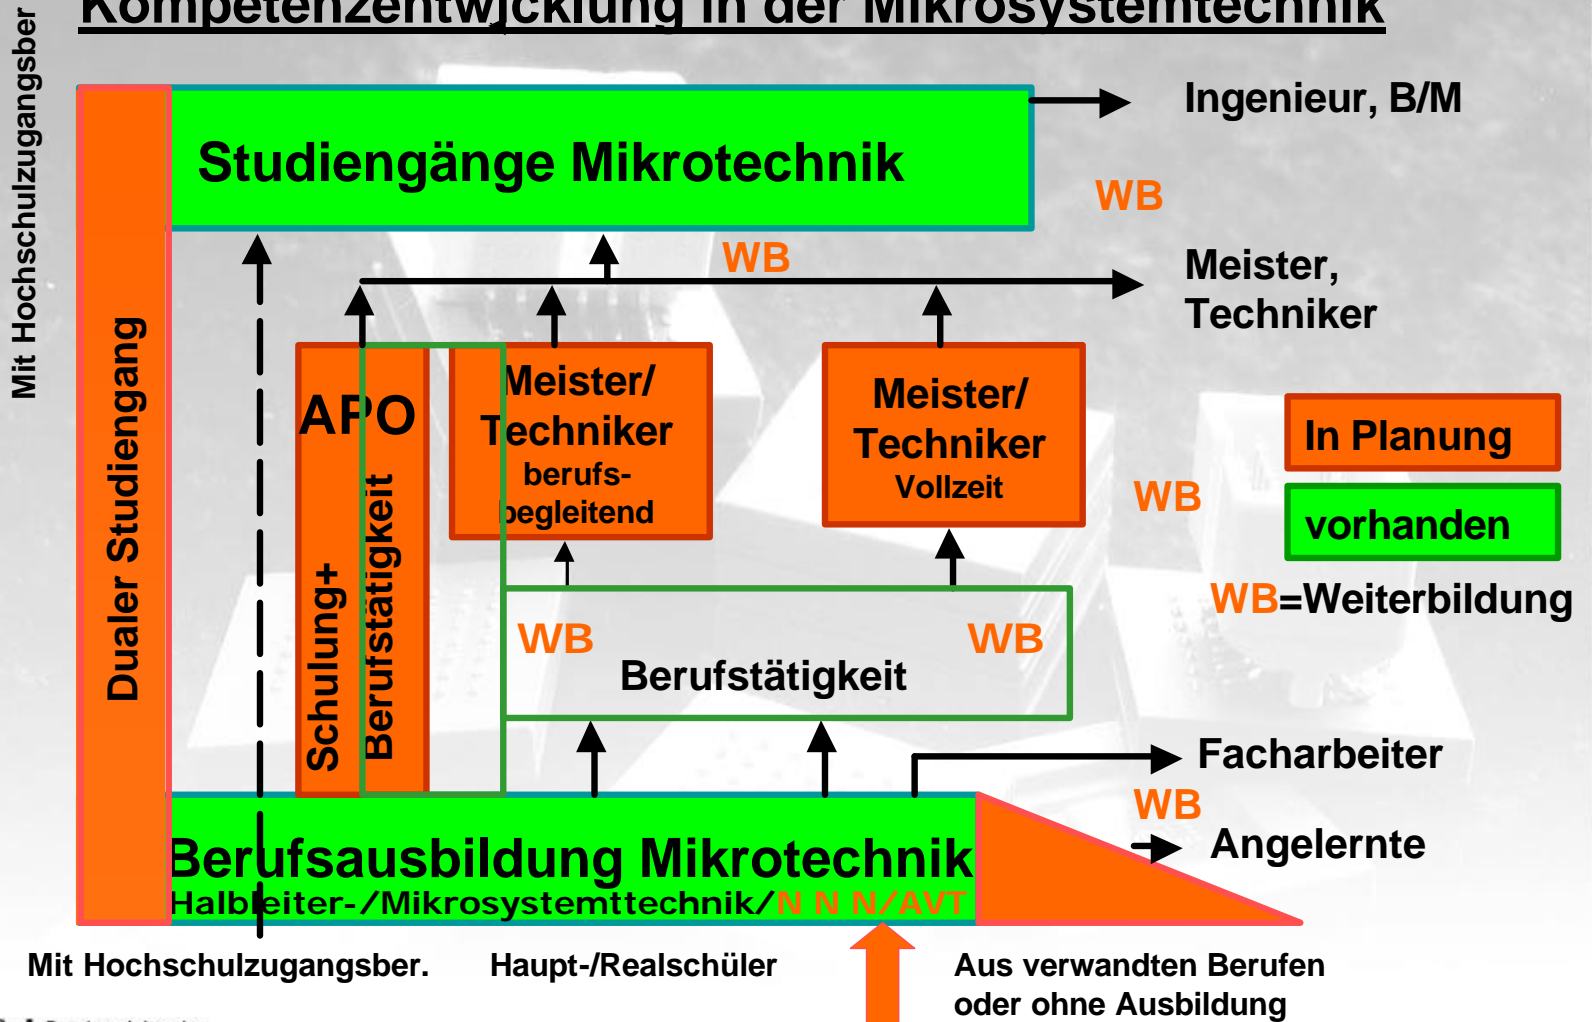 Kompetenzentwicklung in der Mikrosystemtechnik
Mit Hochschulzugangsber
Ingenieur, B/M
Studiengänge Mikrotechnik
WB
WB
Meister,
Techniker
Dualer Studiengang
APO
Schulung+
Berufstätigkeit
Meister/
Techniker
berufs-
begleitend
Meister/
Techniker
Vollzeit
In Planung
WB
vorhanden
WB=Weiterbildung
WB
WB
Berufstätigkeit
Facharbeiter
WB
Angelernte
Berufsausbildung Mikrotechnik
Halbleiter-/Mikrosystemttechnik/N N N/AVT
Mit Hochschulzugangsber.
Haupt-/Realschüler
Aus verwandten Berufen
oder ohne Ausbildung